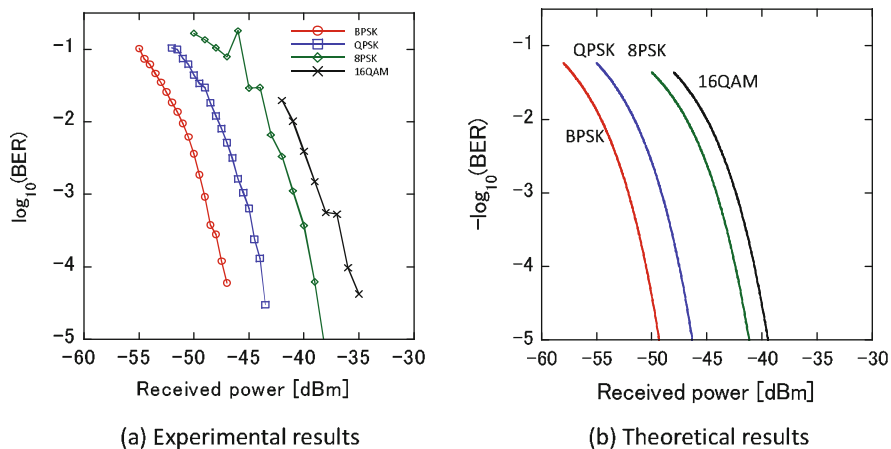 BPSK
QPSK
8PSK
16QAM
0
-1
-2
-3
-4
-5
log10(BER)
-60 -55 -50 -45 -40 -35 -30
Received power [dBm]
(a) Experimental results
QPSK 8PSK
16QAM
BPSK
0
-1
-2
-3
-4
-5
-log10(BER)
-60 -55 -50 -45 -40 -35 -30
Received power [dBm]
(b) Theoretical results